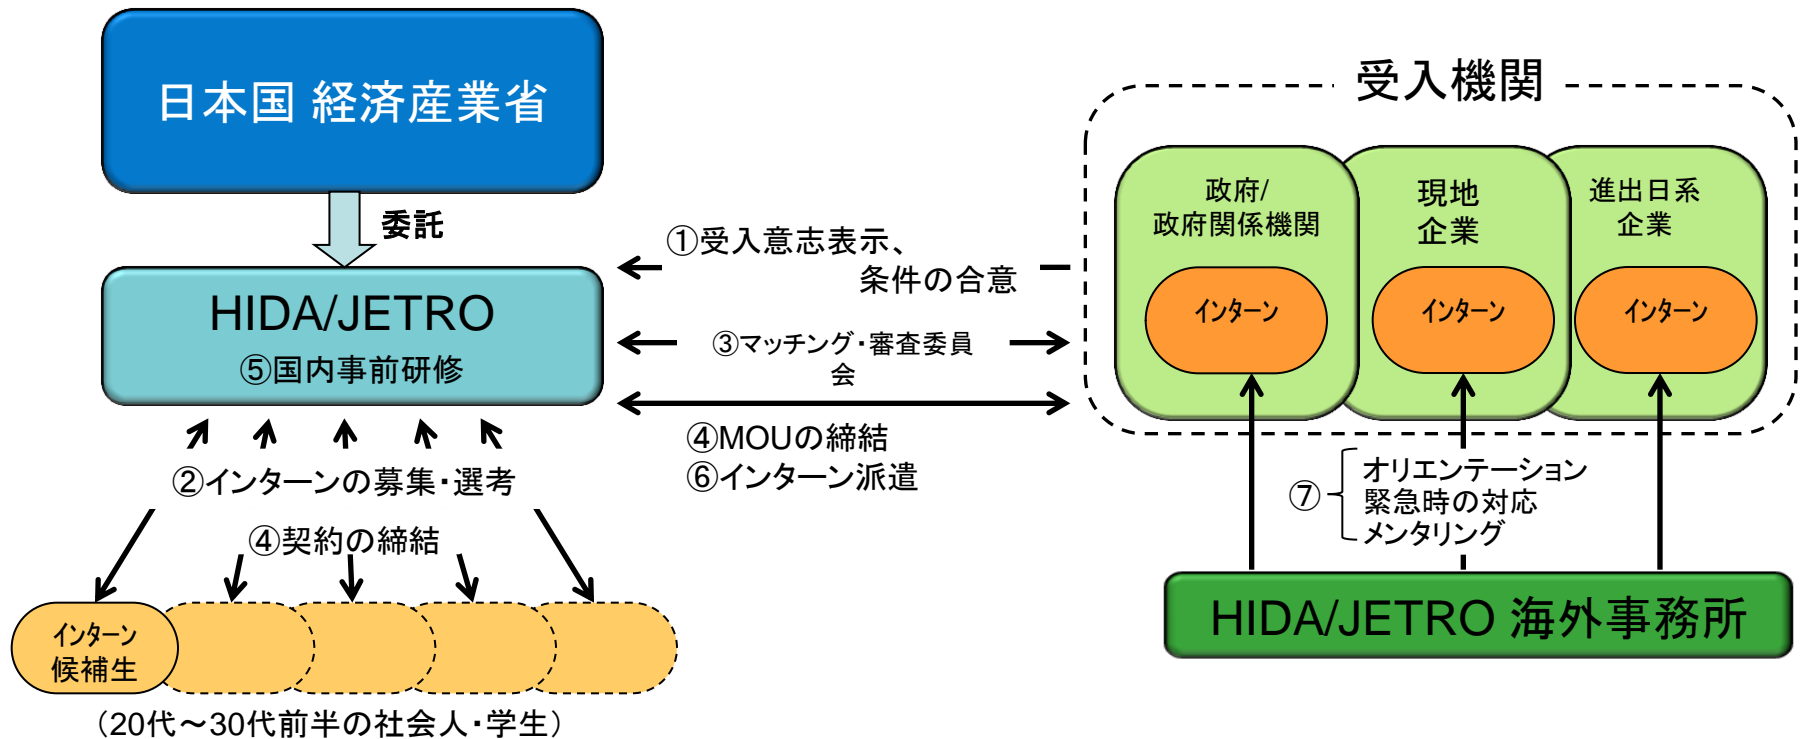 日本国 経済産業省
委託
HIDA/JETRO
⑤国内事前研修
①受入意志表示、
条件の合意
③マッチング・審査委員
会
④MOUの締結
⑥インターン派遣
②インターンの募集・選考
④契約の締結
インターン
候補生
（20代～30代前半の社会人・学生）
受入機関
政府/
政府関係機関
インターン
現地
企業
インターン
進出日系
企業
インターン
⑦
オリエンテーション
緊急時の対応
メンタリング
HIDA/JETRO 海外事務所